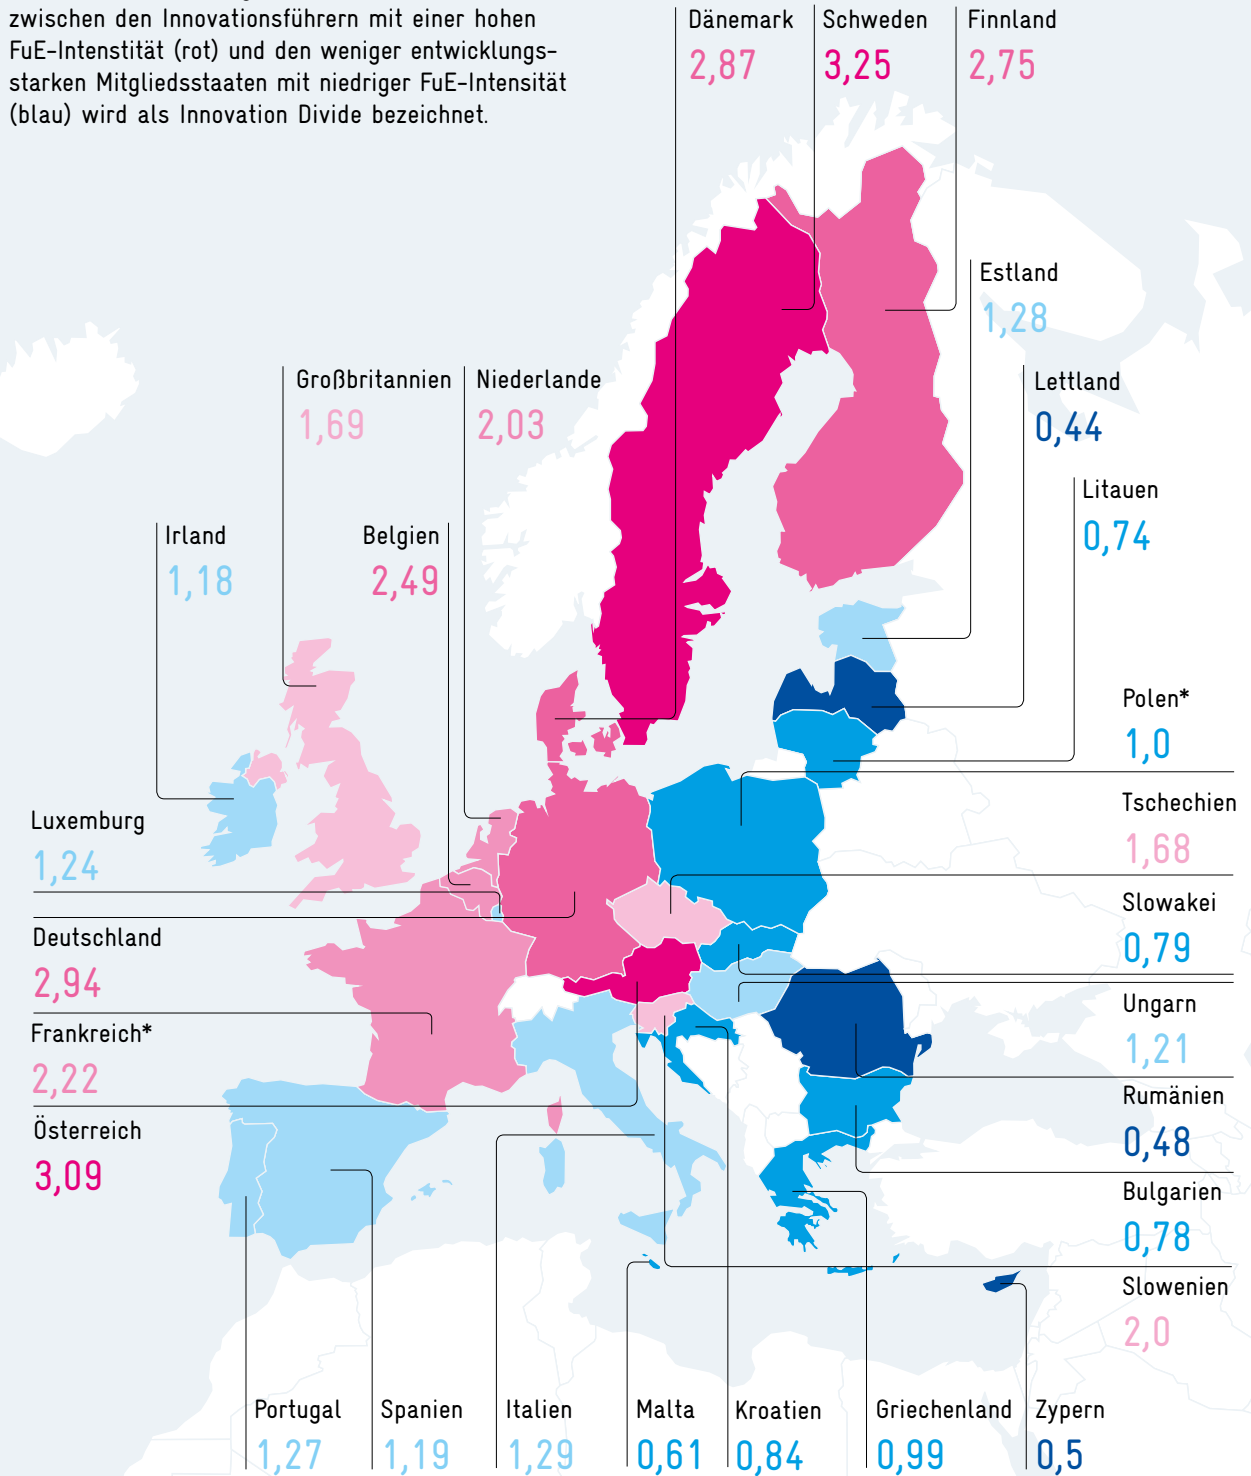 zwischen den Innovationsführern mit einer hohen
FuE-Intenstität (rot) und den weniger entwicklungs-
starken Mitgliedsstaaten mit niedriger FuE-Intensität
(blau) wird als Innovation Divide bezeichnet.
Dänemark
2,87
Schweden
3,25
Finnland
2,75
Estland
1,28
Großbritannien
1,69
Niederlande
2,03
Lettland
0,44
Litauen
0,74
Irland
1,18
Belgien
2,49
Polen*
1,0
Tschechien
1,68
Luxemburg
1,24
Slowakei
0,79
Deutschland
2,94
Ungarn
1,21
Frankreich*
2,22
Rumänien
0,48
Österreich
3,09
Bulgarien
0,78
Slowenien
2,0
Portugal
1,27
Spanien
1,19
Italien
1,29
Malta
0,61
Kroatien
0,84
Griechenland
0,99
Zypern
0,5